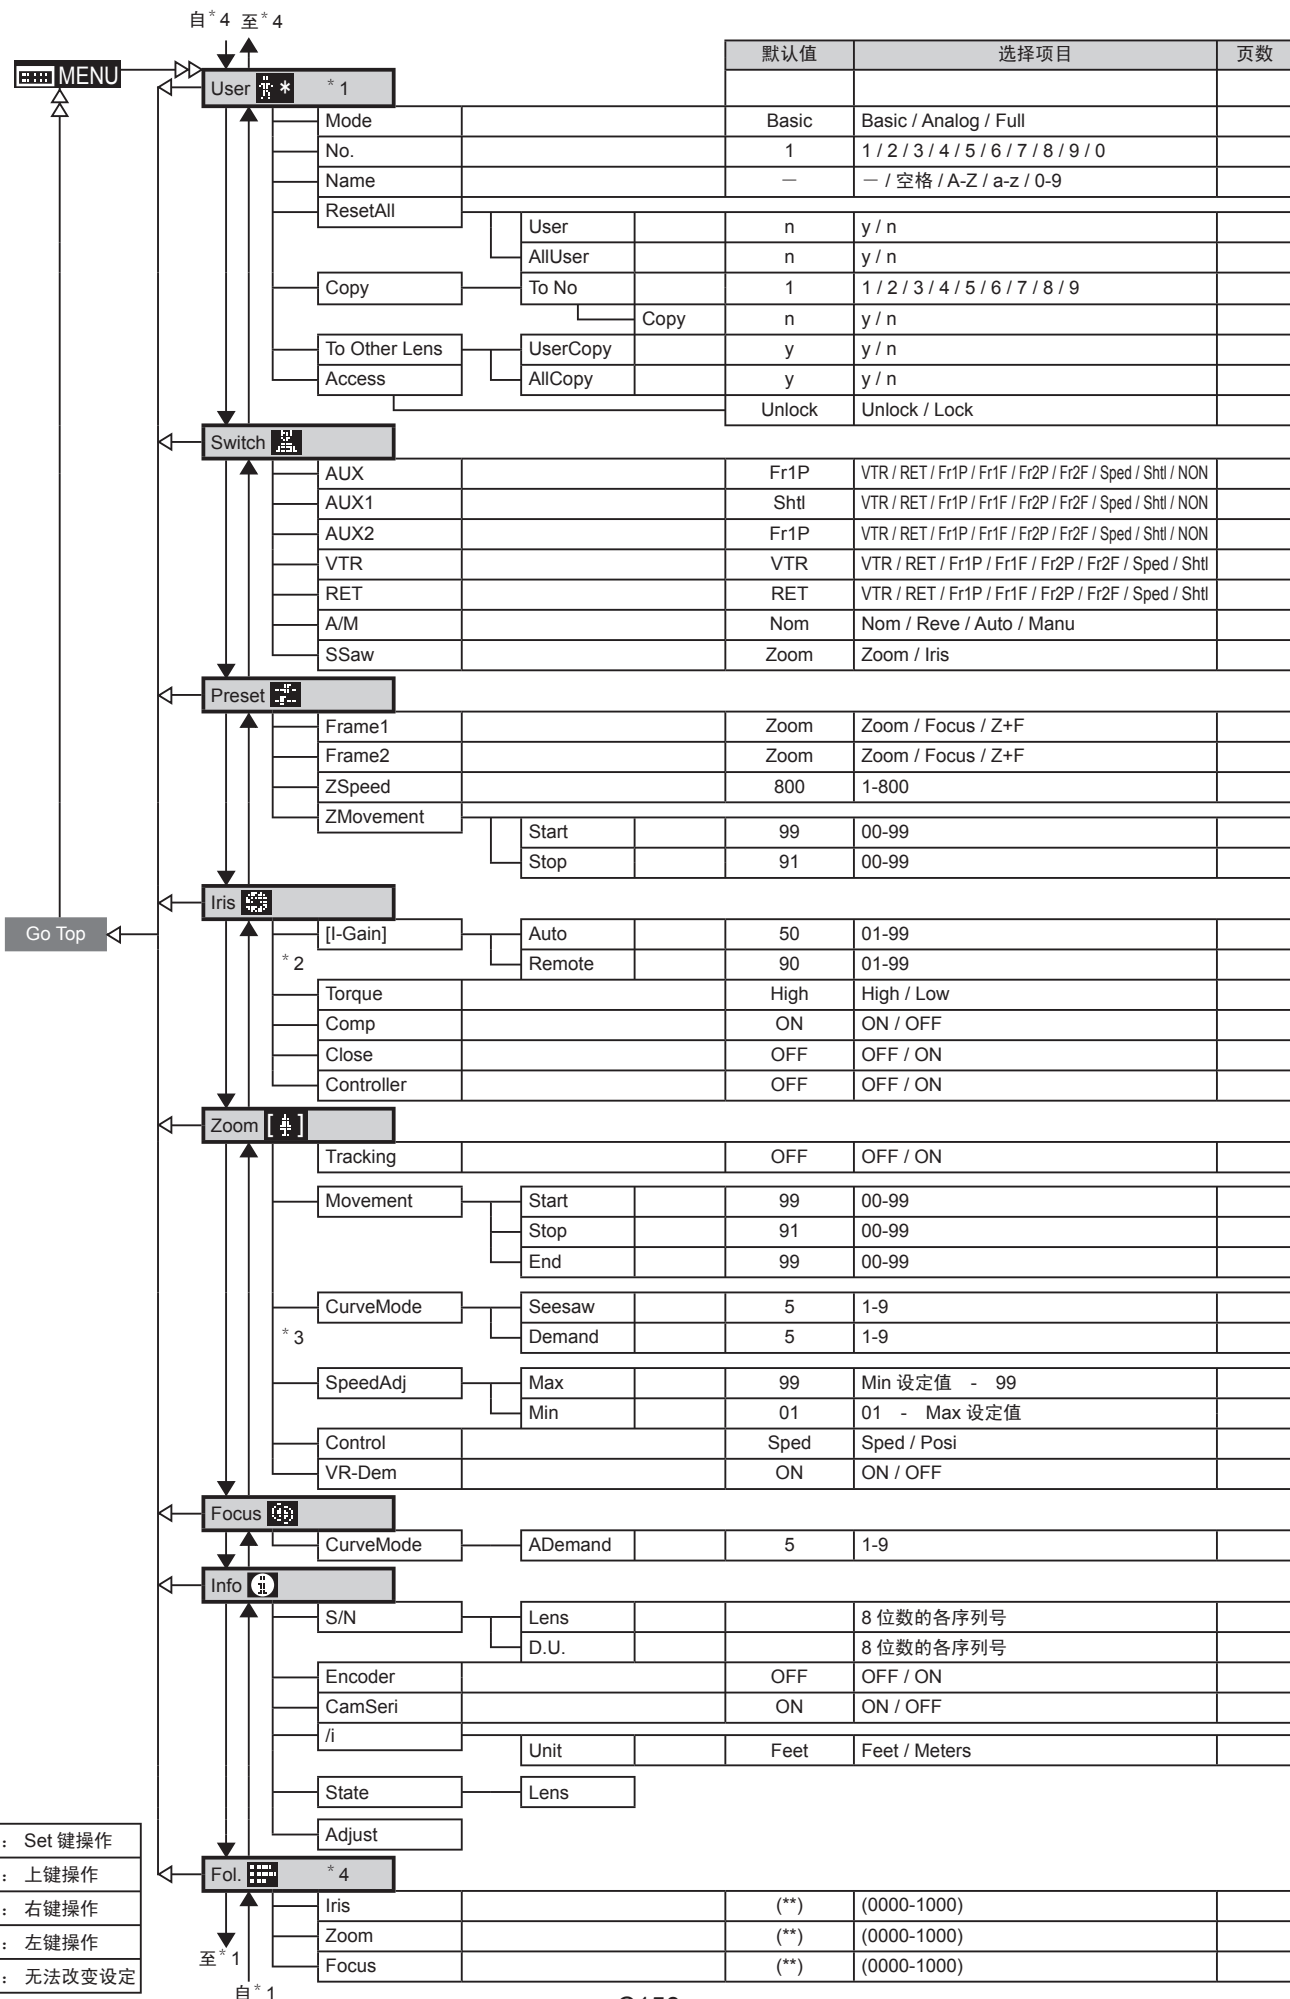 自*4 至*4
默认值 选择项目 页数
MENU
User *1
Mode Basic Basic / Analog / Full
No. 1 1 / 2 / 3 / 4 / 5 / 6 / 7 / 8 / 9 / 0
Name — — / 空格 / A-Z / a-z / 0-9
ResetAll
User n y / n
AllUser n y / n
Copy To No 1 1 / 2 / 3 / 4 / 5 / 6 / 7 / 8 / 9
Copy n y / n
To Other Lens UserCopy y y / n
Access AllCopy y y / n
Unlock Unlock / Lock
Switch
AUX Fr1P VTR / RET / Fr1P / Fr1F / Fr2P / Fr2F / Sped / Shtl / NON
AUX1 Shtl VTR / RET / Fr1P / Fr1F / Fr2P / Fr2F / Sped / Shtl / NON
AUX2 Fr1P VTR / RET / Fr1P / Fr1F / Fr2P / Fr2F / Sped / Shtl / NON
VTR VTR VTR / RET / Fr1P / Fr1F / Fr2P / Fr2F / Sped / Shtl
RET RET VTR / RET / Fr1P / Fr1F / Fr2P / Fr2F / Sped / Shtl
A/M Nom Nom / Reve / Auto / Manu
SSaw Zoom Zoom / Iris
Preset
Frame1 Zoom Zoom / Focus / Z+F
Frame2 Zoom Zoom / Focus / Z+F
ZSpeed 800 1-800
ZMovement
Start 99 00-99
Stop 91 00-99
Iris
Go Top
[I-Gain] Auto 50 01-99
*2 Remote 90 01-99
Torque High High / Low
Comp ON ON / OFF
Close OFF OFF / ON
Controller OFF OFF / ON
Zoom
Tracking OFF OFF / ON
Movement Start 99 00-99
Stop 91 00-99
End 99 00-99
CurveMode Seesaw 5 1-9
*3 Demand 5 1-9
SpeedAdj Max 99 Min 设定值 - 99
Min 01 01 - Max 设定值
Control Sped Sped / Posi
VR-Dem ON ON / OFF
Focus
CurveMode ADemand 5 1-9
Info
S/N Lens 8 位数的各序列号
D.U. 8 位数的各序列号
Encoder OFF OFF / ON
CamSeri ON ON / OFF
/i
Unit Feet Feet / Meters
State Lens
Adjust
: Set 键操作
: 上键操作
: 右键操作
: 左键操作
: 无法改变设定
Fol. *4
Iris (**) (0000-1000)
Zoom (**) (0000-1000)
Focus (**) (0000-1000)
至*1
自*1